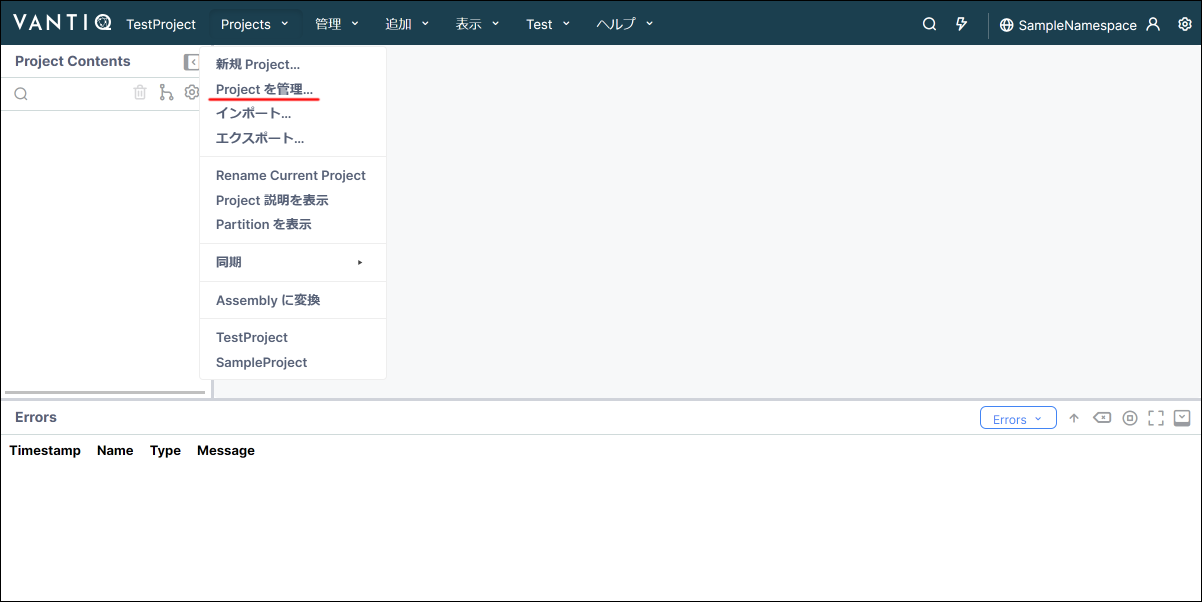 VANTIQ TestProject Projects 管理 追加 表示 Test ヘルプ SampleNamespace
Project Contents
新規 Project...
Project を管理...
インポート...
エクスポート...
Rename Current Project
Project 説明を表示
Partition を表示
同期
Assembly に変換
TestProject
SampleProject
Errors Errors
Timestamp Name Type Message